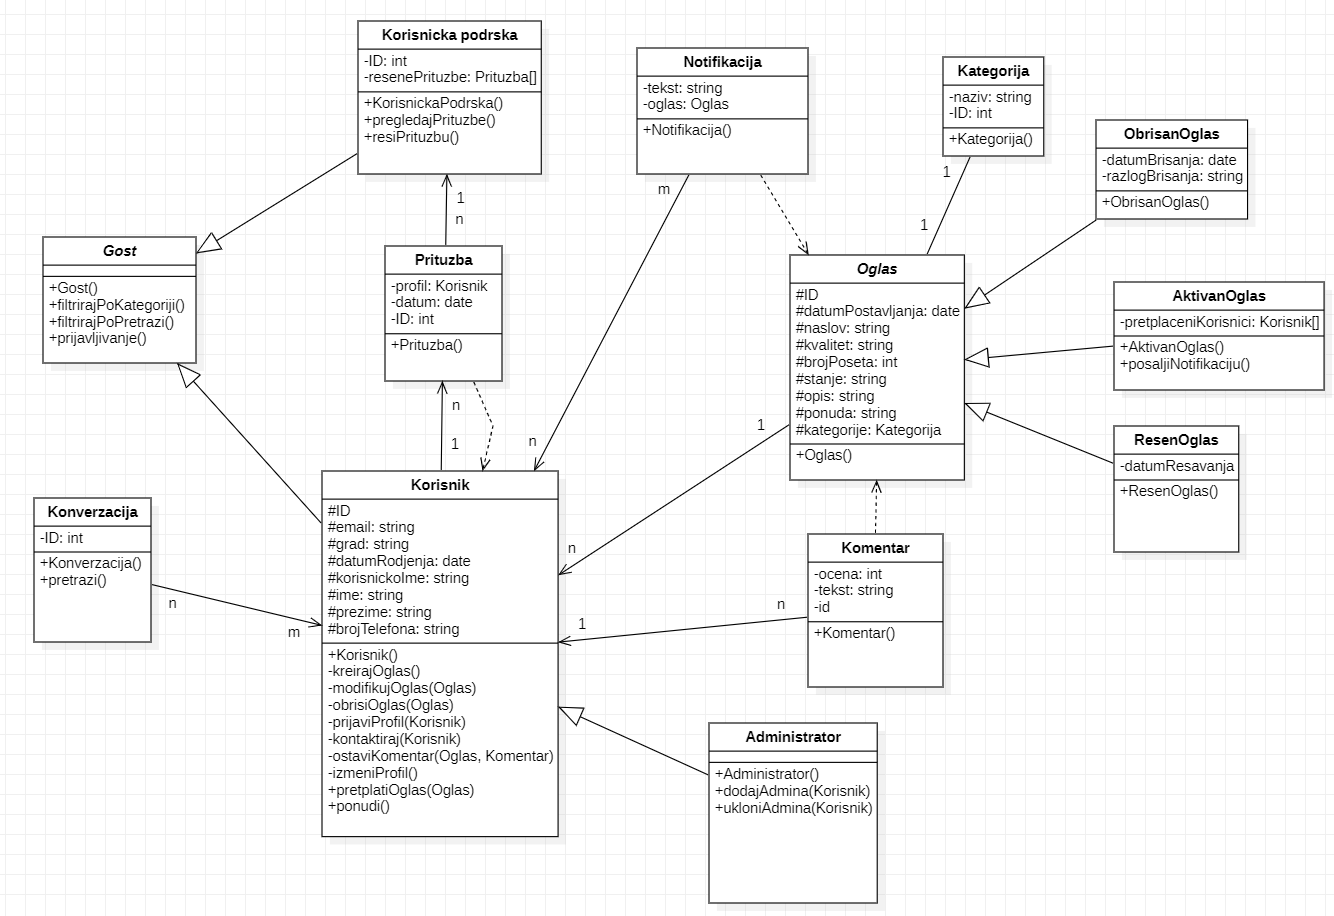 Korisnicka podrska
-ID: int
-resenePrituzbe: Prituzba[]
+KorisnickaPodrska()
+pregledajPrituzbe()
+resiPrituzbu()
Notifikacija
-tekst: string
-oglas: Oglas
+Notifikacija()
Kategorija
-naziv: string
-ID: int
+Kategorija()
ObrisanOglas
-datumBrisanja: date
-razlogBrisanja: string
+ObrisanOglas()
1
n
m
1
1
Gost
+Gost()
+filtrirajPoKategoriji()
+filtrirajPoPretrazi()
+prijavljivanje()
Prituzba
-profil: Korisnik
-datum: date
-ID: int
+Prituzba()
Oglas
#ID
#datumPostavljanja: date
#naslov: string
#kvalitet: string
#brojPoseta: int
#stanje: string
#opis: string
#ponuda: string
#kategorije: Kategorija
+Oglas()
AktivanOglas
-pretplaceniKorisnici: Korisnik[]
+AktivanOglas()
+posaljiNotifikaciju()
n
1
n
1
n
ResenOglas
-datumResavanja
+ResenOglas()
Konverzacija
-ID: int
+Konverzacija()
+pretrazi()
n
m
Korisnik
#ID
#email: string
#grad: string
#datumRodjenja: date
#korisnickoIme: string
#ime: string
#prezime: string
#brojTelefona: string
+Korisnik()
-kreirajOglas()
-modifikujOglas(Oglas)
-obrisiOglas(Oglas)
-prijaviProfil(Korisnik)
-kontaktiraj(Korisnik)
-ostaviKomentar(Oglas, Komentar)
-izmeniProfil()
+pretplatiOglas(Oglas)
+ponudi()
Komentar
-ocena: int
-tekst: string
-id
+Komentar()
n
1
Administrator
+Administrator()
+dodajAdmina(Korisnik)
+ukloniAdmina(Korisnik)